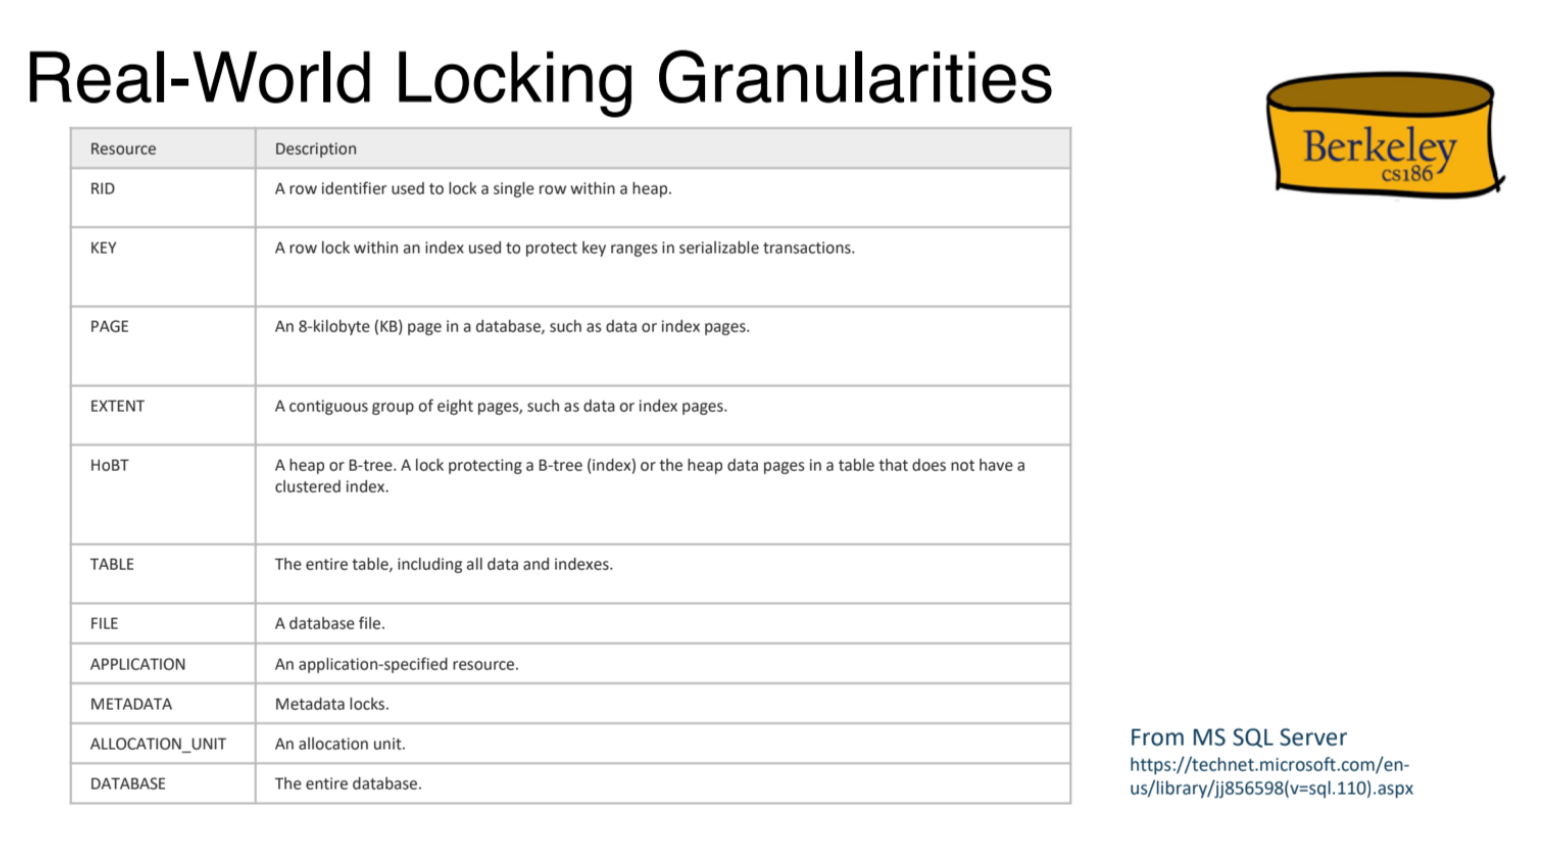 Real-World Locking Granularities
Berkeley
cs186
Resource Description
RID A row identifier used to lock a single row within a heap.
KEY A row lock within an index used to protect key ranges in serializable transactions.
PAGE An 8-kilobyte (KB) page in a database, such as data or index pages.
EXTENT A contiguous group of eight pages, such as data or index pages.
HoBT A heap or B-tree. A lock protecting a B-tree (index) or the heap data pages in a table that does not have a
clustered index.
TABLE The entire table, including all data and indexes.
FILE A database file.
APPLICATION An application-specified resource.
METADATA Metadata locks.
ALLOCATION_UNIT An allocation unit.
DATABASE The entire database.
From MS SQL Server
https://technet.microsoft.com/en-
us/library/jj856598(v=sql.110).aspx